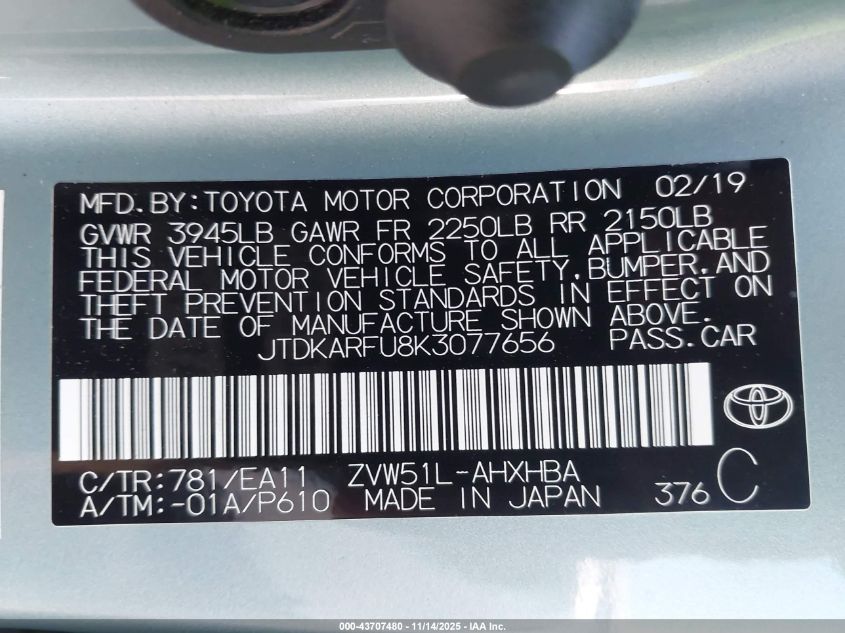 MFD.BY:TOYOTA MOTOR CORPORATION 02/19
GVWR 3945LB GAWR FR 2250LB RR 2150LB
THIS VEHICLE CONFORMS TO ALL APPLICABLE
FEDERAL MOTOR VEHICLE SAFETY,BUMPER,AND
THEFT PREVENTION STANDARDS IN EFFECT ON
THE DATE OF MANUFACTURE SHOWN ABOVE.
JTDKARFU8K3077656 PASS.CAR
C/TR:781/EA11 ZVW51L-AHXHBA
A/TM:-01A/P610 MADE IN JAPAN 376 C
000-43707480 - 11/14/2025 - IAA Inc.